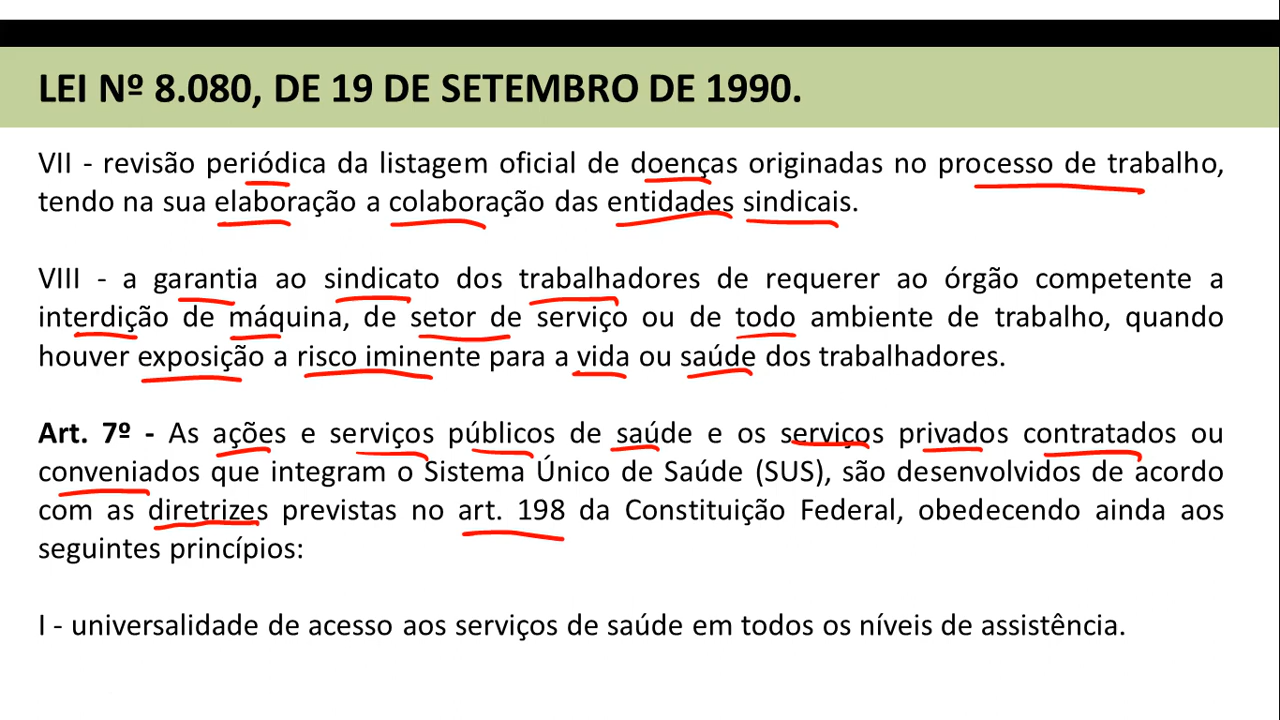 LEI Nº 8.080, DE 19 DE SETEMBRO DE 1990.
VII - revisão periódica da listagem oficial de doenças originadas no processo de trabalho,
tendo na sua elaboração a colaboração das entidades sindicais.
VIII - a garantia ao sindicato dos trabalhadores de requerer ao órgão competente a
interdição de máquina, de setor de serviço ou de todo ambiente de trabalho, quando
houver exposição a risco iminente para a vida ou saúde dos trabalhadores.
Art. 7º - As ações e serviços públicos de saúde e os serviços privados contratados ou
conveniados que integram o Sistema Único de Saúde (SUS), são desenvolvidos de acordo
com as diretrizes previstas no art. 198 da Constituição Federal, obedecendo ainda aos
seguintes princípios:
I - universalidade de acesso aos serviços de saúde em todos os níveis de assistência.